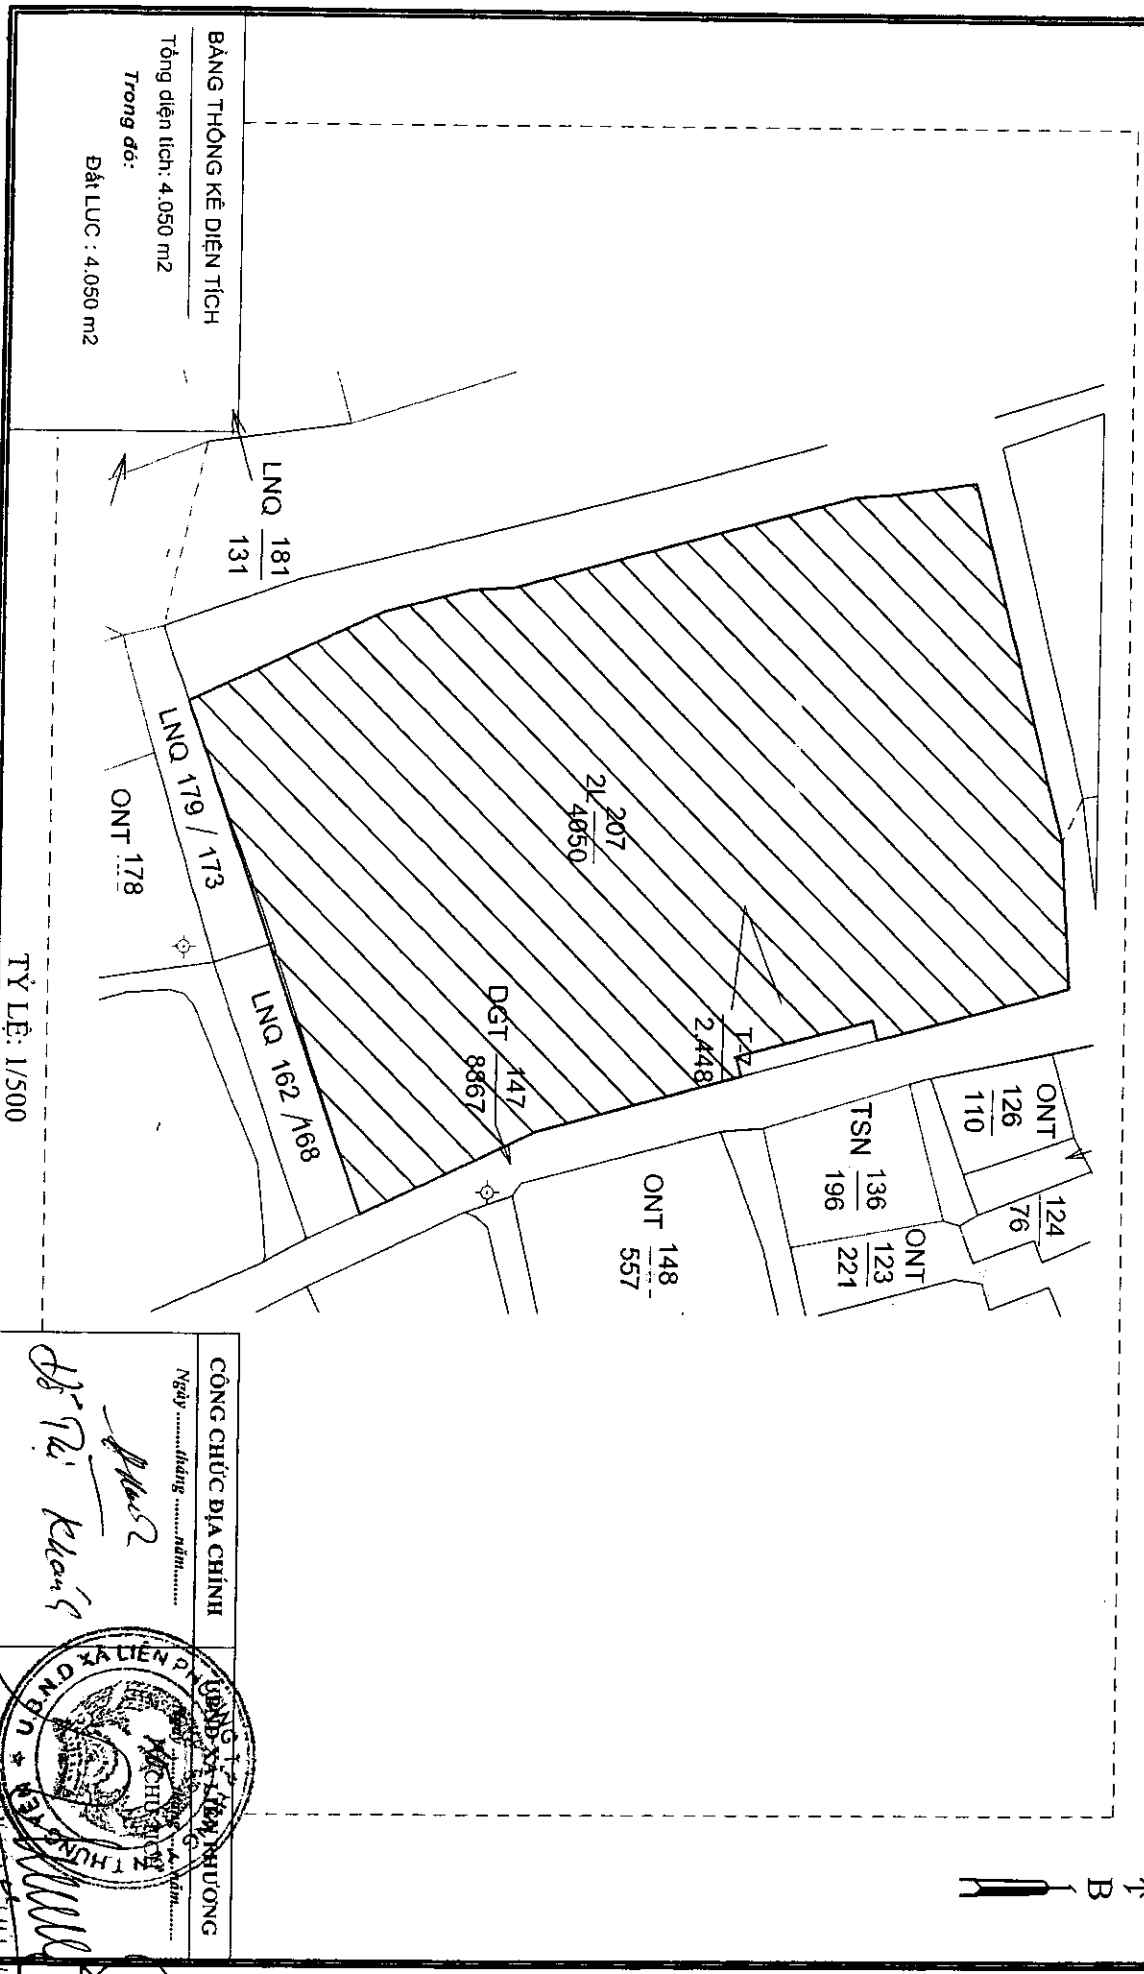 B
ONT
126
110
124
76
TSN 136
196
ONT
123
221
T-V
2.448
ONT 148
557
2L 207
4050
DGT 147
8867
LNQ 181
131
LNQ 179 / 173
LNQ 162 /168
ONT 178
BẢNG THỐNG KÊ DIỆN TÍCH
Tổng diện tích: 4.050 m2
Trong đó:
Đất LUC : 4.050 m2
TỶ LỆ: 1/500
CÔNG CHỨC ĐỊA CHÍNH
Ngày.........tháng.........năm.........
UBND XÃ LIÊN PHƯƠNG
CHỦ TỊCH
U.B.N.D XÃ LIÊN PHƯƠNG